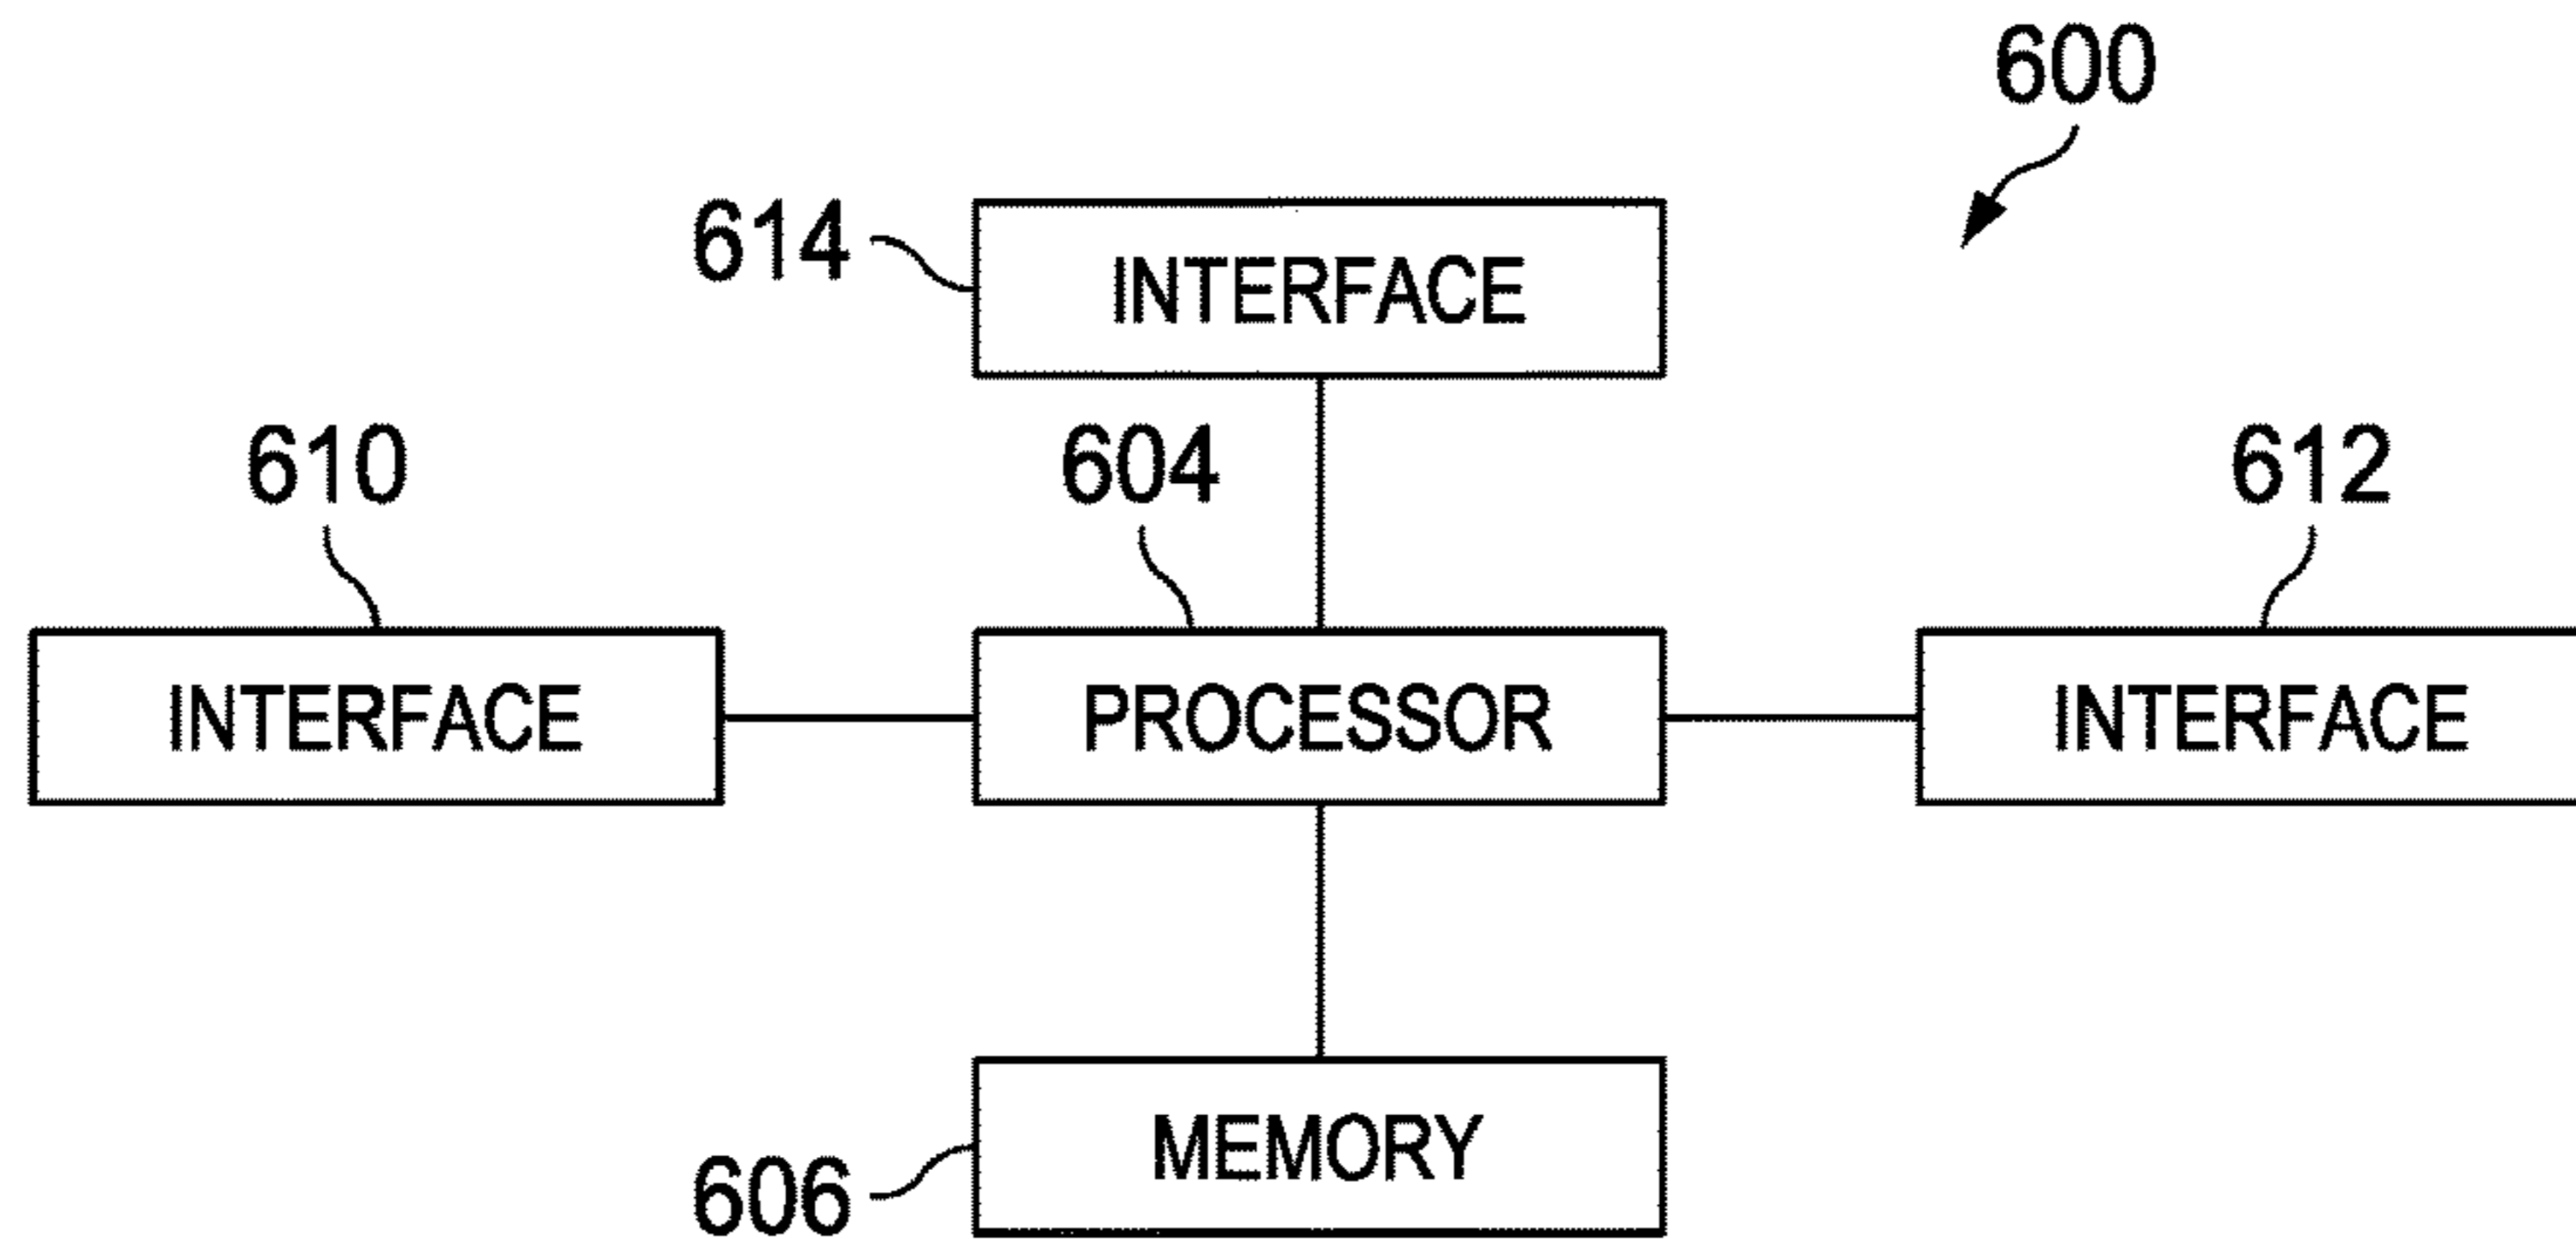 600
614
INTERFACE
610
604
612
INTERFACE
PROCESSOR
INTERFACE
MEMORY
606